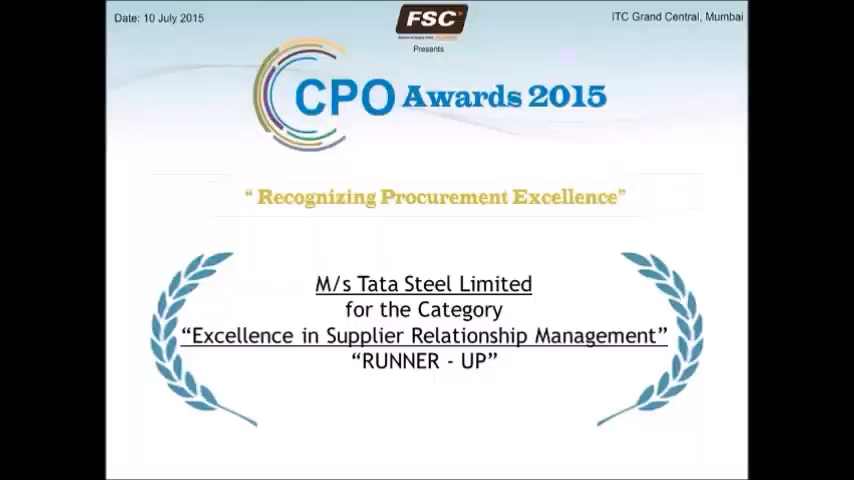 Date: 10 July 2015
FSC
ITC Grand Central, Mumbai
Presents
CPO Awards 2015
“ Recognizing Procurement Excellence”
M/s Tata Steel Limited
for the Category
“Excellence in Supplier Relationship Management”
“RUNNER - UP”